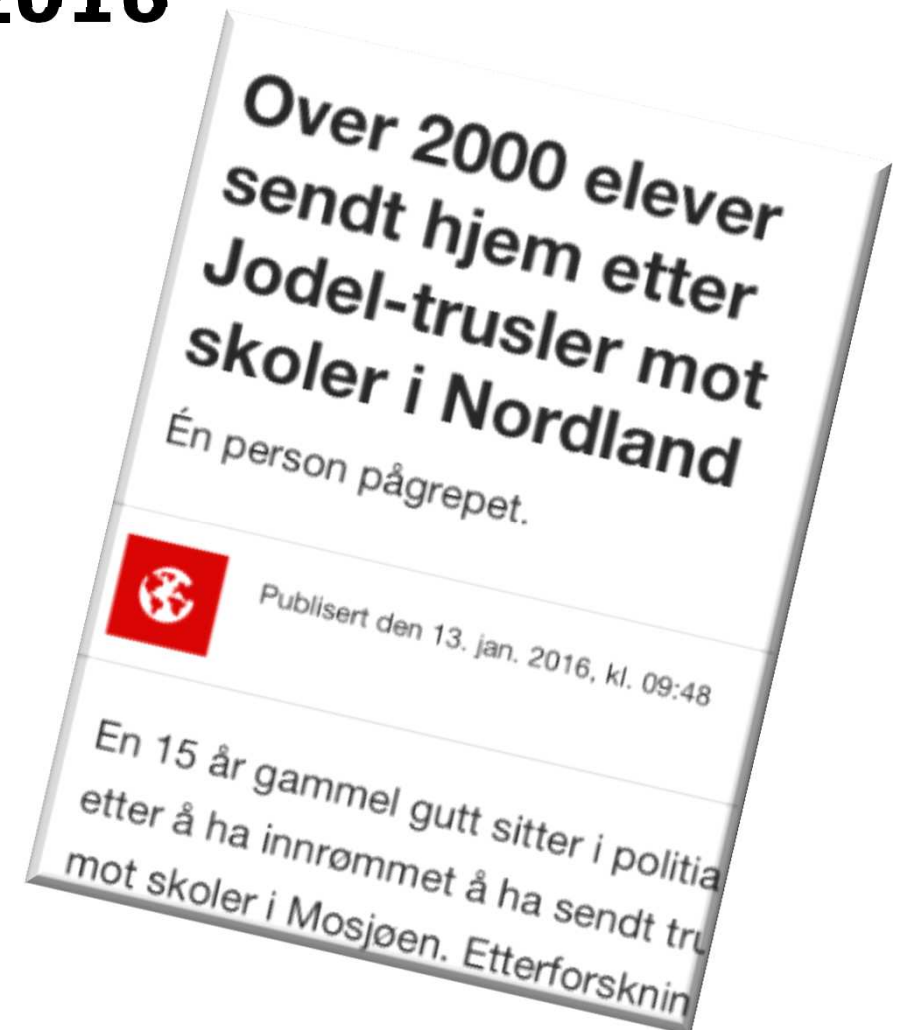 2016
Over 2000 elever
sendt hjem etter
Jodel-trusler mot
skoler i Nordland
Én person pågrepet.
Publisert den 13. jan. 2016, kl. 09:48
En 15 år gammel gutt sitter i politia
etter å ha innrømmet å ha sendt tru
mot skoler i Mosjøen. Etterforsknin